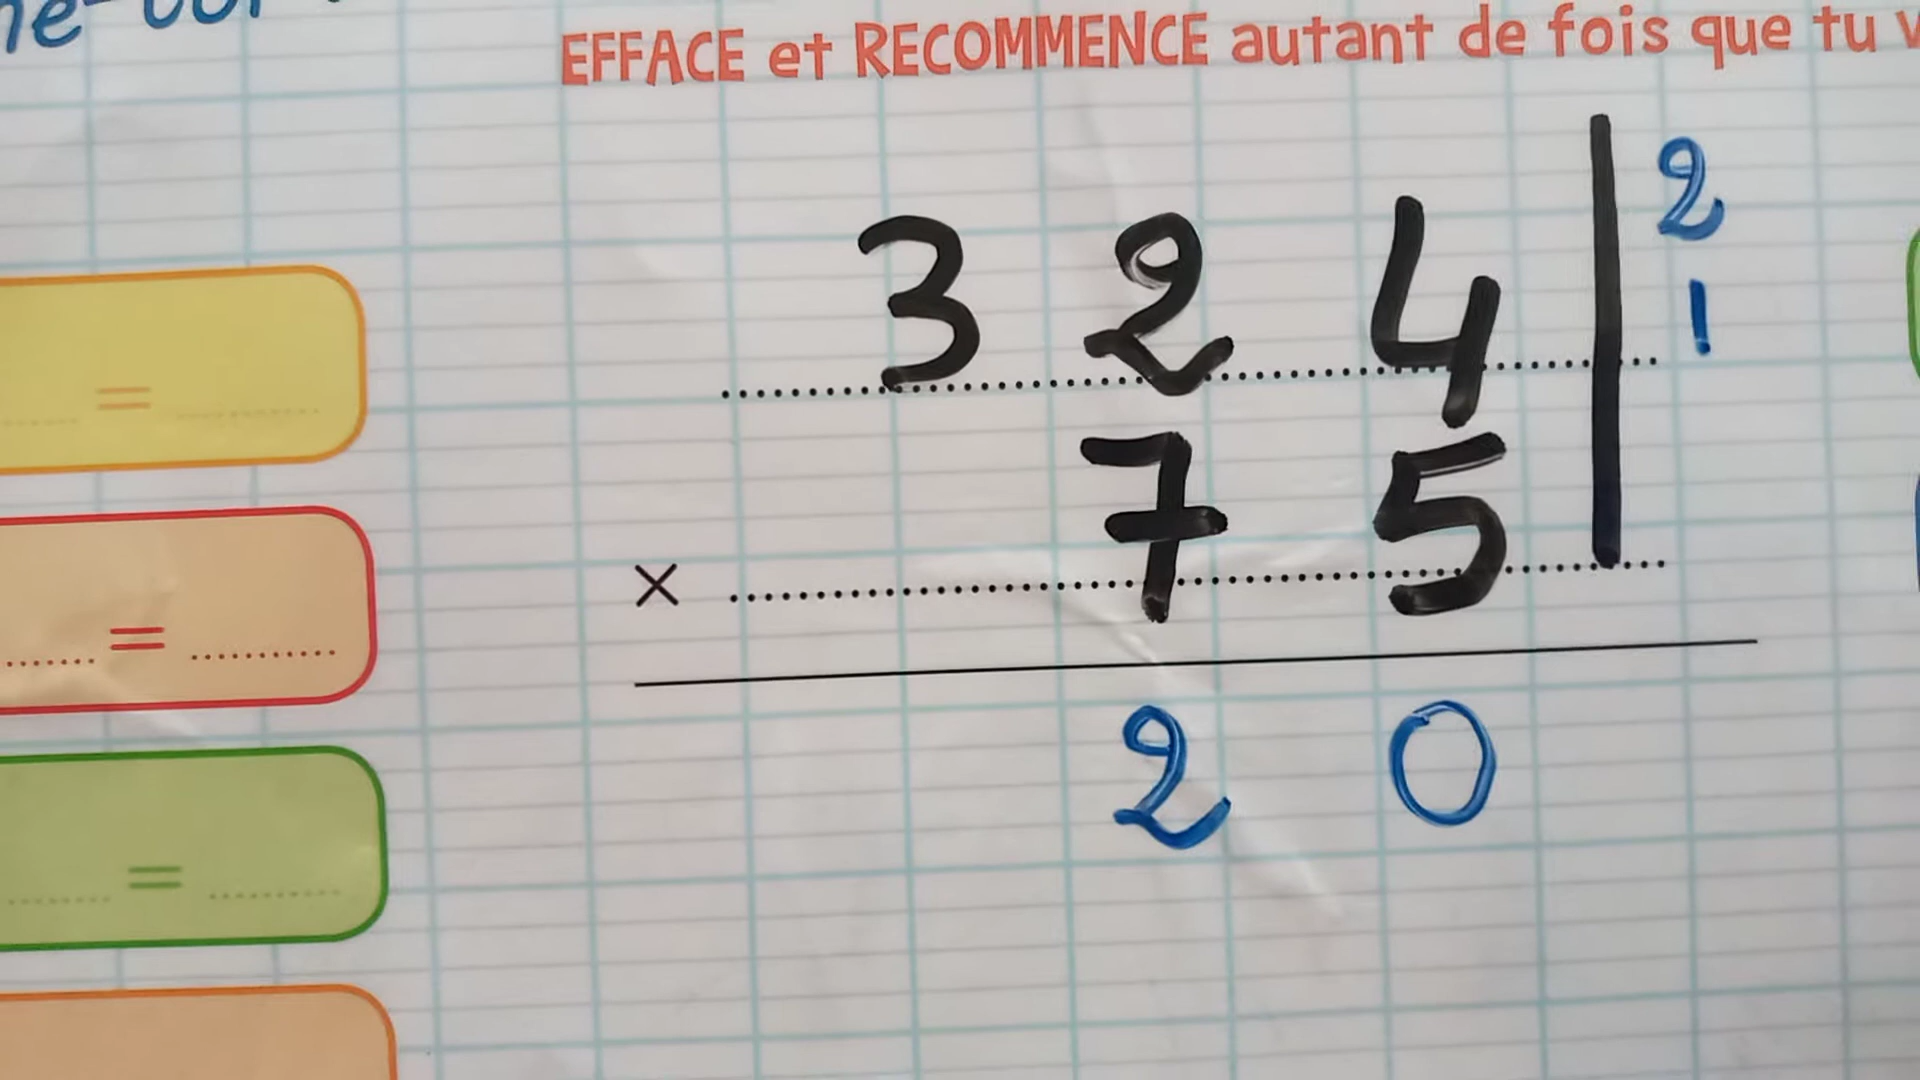 EFFACE et RECOMMENCE autant de fois que tu
2
3 2 4 1
× 7 5
2 0
=
=
=